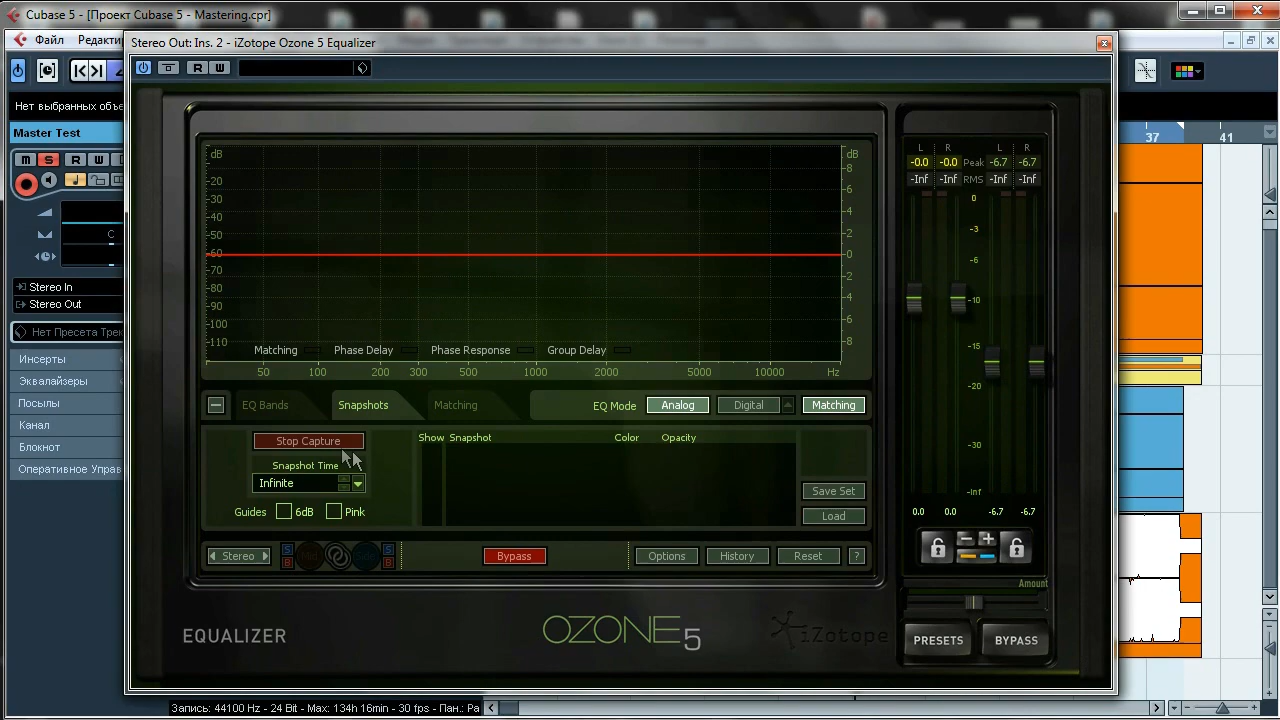 Cubase 5 - [Проект Cubase 5 - Mastering.cpr]
Файл Редакти
Stereo Out: Ins. 2 - iZotope Ozone 5 Equalizer
R W
Нет выбранных объе
Master Test
M S R W
C
Stereo In
Stereo Out
Нет Пресета Трек
Инсерты
Эквалайзеры
Посылы
Канал
Блокнот
Оперативное Упра
37 41
dB dB
-20
-30
-40
-50
-60
-70
-80
-90
-100
-110
8
6
4
2
0
2
4
6
8
Matching Phase Delay Phase Response Group Delay
50 100 200 300 500 1000 2000 5000 10000 Hz
EQ Bands Snapshots Matching EQ Mode Analog Digital Matching
Stop Capture
Snapshot Time
Infinite
Guides 6dB Pink
Show Snapshot Color Opacity
Save Set
Load
Stereo S B Mid Side S B Bypass Options History Reset ?
L R L R
-0.0 -0.0 Peak -6.7 -6.7
-Inf -Inf RMS -Inf -Inf
0
-3
-6
-10
-15
-20
-30
-Inf
0.0 0.0 -6.7 -6.7
Amount
EQUALIZER OZONE 5 iZotope
PRESETS BYPASS
Запись: 44100 Hz - 24 Bit - Max: 134h 16min - 30 fps - Пан: Ра